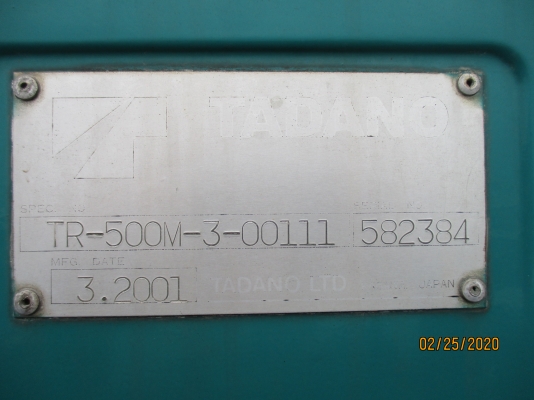 TADANO
SPEC. NO.
TR-500M-3-00111 582384
MFG. DATE
3.2001 TADANO LTD. JAPAN
02/25/2020